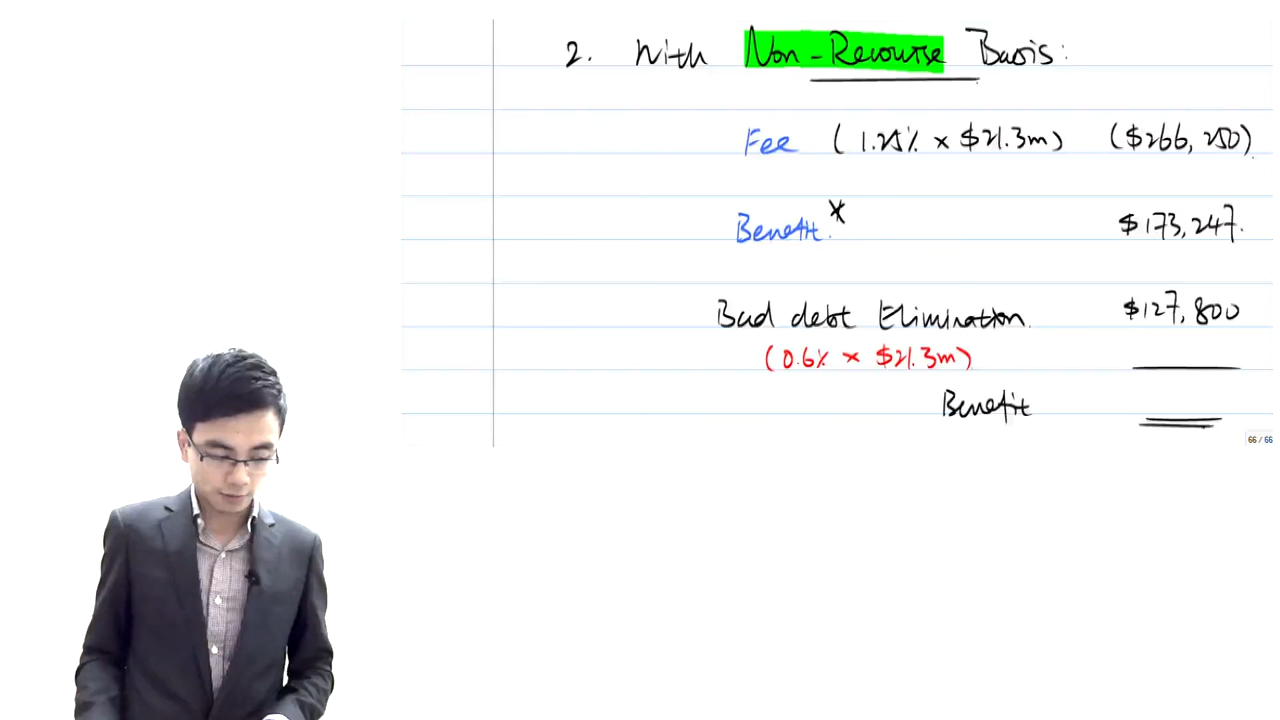 2. With Non-Recourse Basis:
Fee (1.25% × $21.3m) ($266,250)
Benefit.* $173,247.
Bad debt Elimination. $127,800
(0.6% × $21.3m)
Benefit
66 / 66